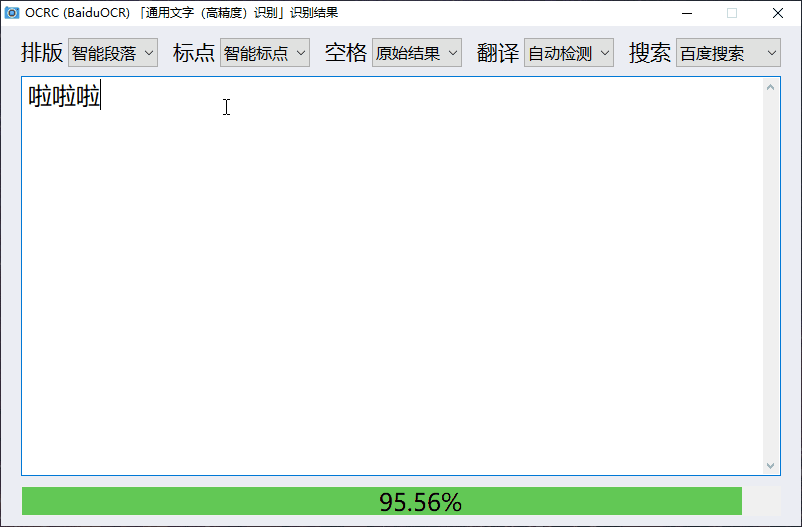 OCRC (BaiduOCR) 「通用文字（高精度）识别」识别结果
排版 智能段落 标点 智能标点 空格 原始结果 翻译 自动检测 搜索 百度搜索
啦啦啦
95.56%